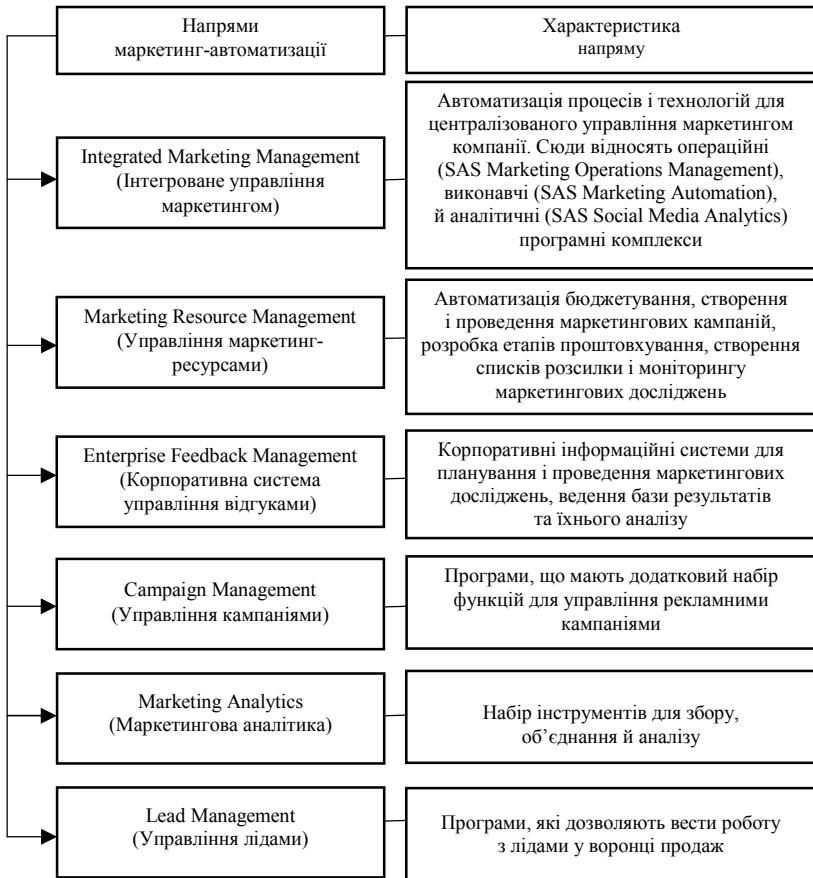 Напрями
маркетинг-автоматизації
Характеристика
напряму
Integrated Marketing Management
(Інтегроване управління
маркетингом)
Автоматизація процесів і технологій для
централізованого управління маркетингом
компанії. Сюди відносять операційні
(SAS Marketing Operations Management),
виконавчі (SAS Marketing Automation),
й аналітичні (SAS Social Media Analytics)
програмні комплекси
Marketing Resource Management
(Управління маркетинг-
ресурсами)
Автоматизація бюджетування, створення
і проведення маркетингових кампаній,
розробка етапів проштовхування, створення
списків розсилки і моніторингу
маркетингових досліджень
Enterprise Feedback Management
(Корпоративна система
управління відгуками)
Корпоративні інформаційні системи для
планування і проведення маркетингових
досліджень, ведення бази результатів
та їхнього аналізу
Campaign Management
(Управління кампаніями)
Програми, що мають додатковий набір
функцій для управління рекламними
кампаніями
Marketing Analytics
(Маркетингова аналітика)
Набір інструментів для збору,
об’єднання й аналізу
Lead Management
(Управління лідами)
Програми, які дозволяють вести роботу
з лідами у воронці продаж